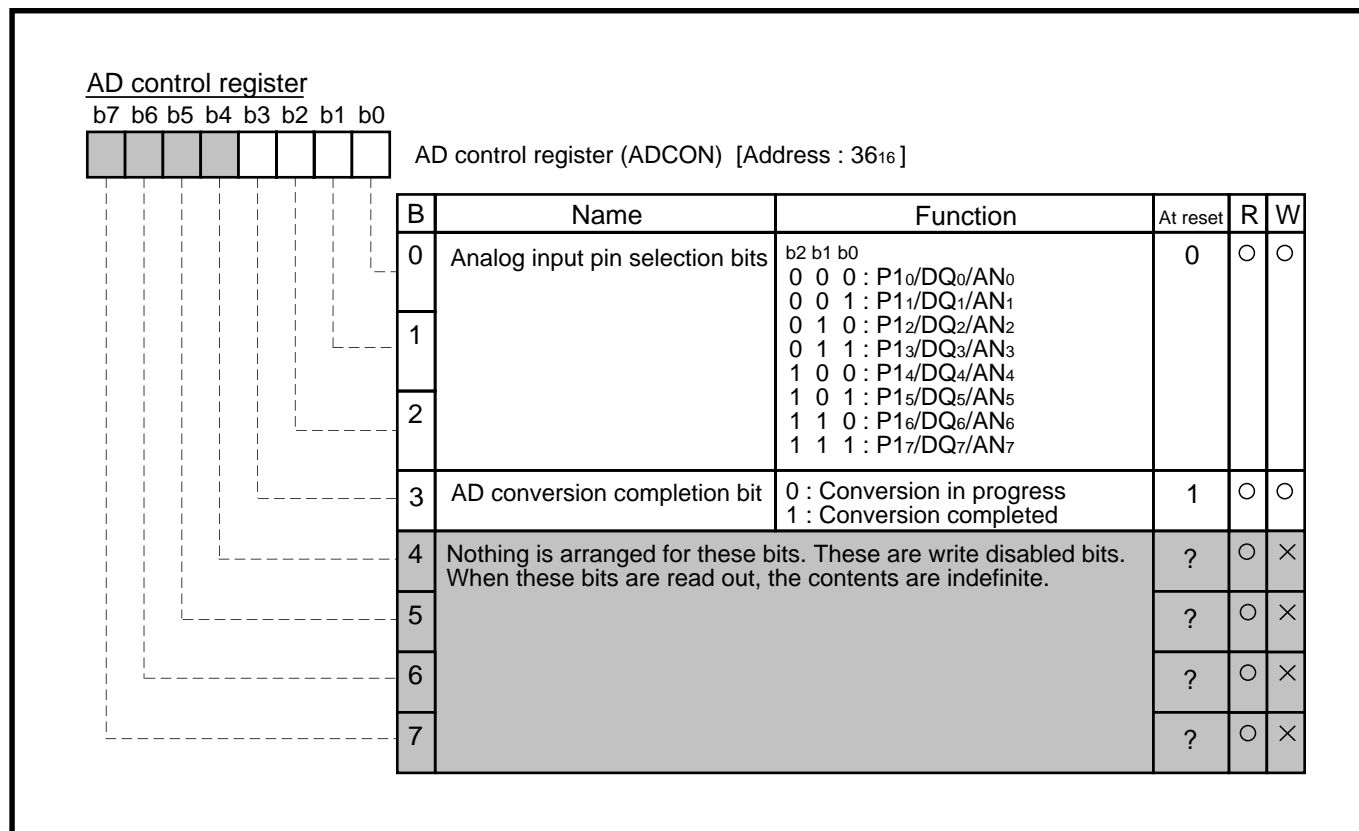 AD control register
b7 b6 b5 b4 b3 b2 b1 b0
AD control register (ADCON) [Address : 36₁₆]
B Name Function At reset R W
0 Analog input pin selection bits b2 b1 b0 0 ○ ○
0 0 0 : P1₀/DQ₀/AN₀
0 0 1 : P1₁/DQ₁/AN₁
1 0 1 0 : P1₂/DQ₂/AN₂
0 1 1 : P1₃/DQ₃/AN₃
1 0 0 : P1₄/DQ₄/AN₄
2 1 0 1 : P1₅/DQ₅/AN₅
1 1 0 : P1₆/DQ₆/AN₆
1 1 1 : P1₇/DQ₇/AN₇
3 AD conversion completion bit 0 : Conversion in progress 1 ○ ○
1 : Conversion completed
4 Nothing is arranged for these bits. These are write disabled bits. ? ○ ×
When these bits are read out, the contents are indefinite.
5 ? ○ ×
6 ? ○ ×
7 ? ○ ×